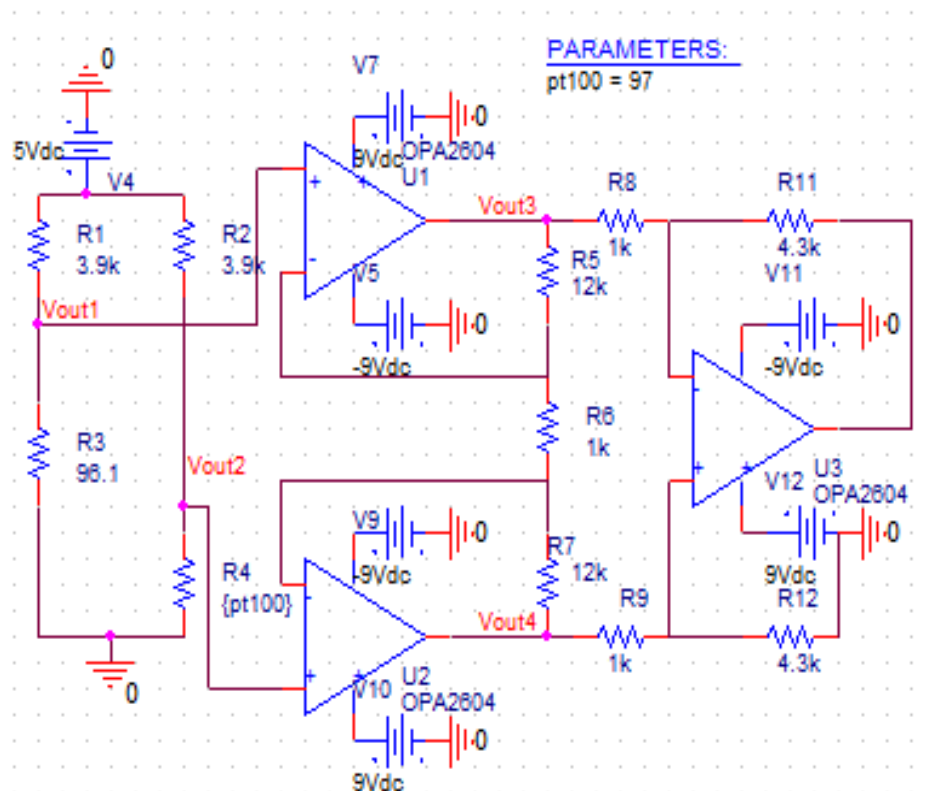 PARAMETERS:
pt100 = 97
0
5Vdc
V4
R1
3.9k
R2
3.9k
Vout1
R3
96.1
Vout2
R4
{pt100}
0
V7
0
9Vdc
OPA2604
U1
+
+
-
V5
0
-9Vdc
Vout3
R8
1k
R11
4.3k
R5
12k
V11
0
-9Vdc
R6
1k
-
+
+
U3
OPA2604
V12
0
9Vdc
V9
0
-9Vdc
R7
12k
R4
-
+
+
V10
U2
OPA2604
0
9Vdc
Vout4
R9
1k
R12
4.3k